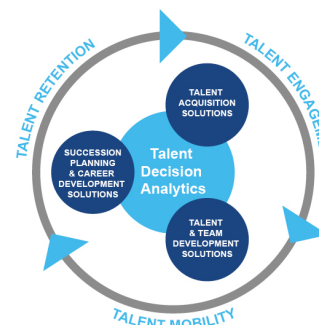 TALENT RETENTION
TALENT
TALENT
ACQUISITION
SOLUTIONS
SUCCESSION
PLANNING
& CAREER
DEVELOPMENT
SOLUTIONS
Talent
Decision
Analytics
TALENT
& TEAM
DEVELOPMENT
SOLUTIONS
TALENT MOBILITY